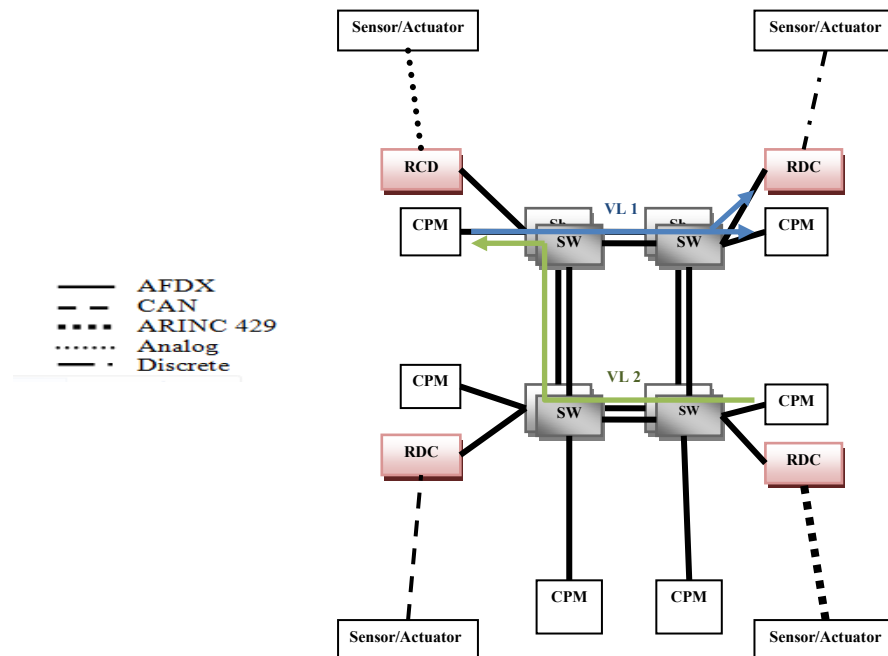 Sensor/Actuator
Sensor/Actuator
RCD
RDC
VL 1
CPM
CPM
SW
SW
AFDX
CAN
ARINC 429
Analog
Discrete
VL 2
CPM
CPM
SW
SW
RDC
RDC
CPM
CPM
Sensor/Actuator
Sensor/Actuator